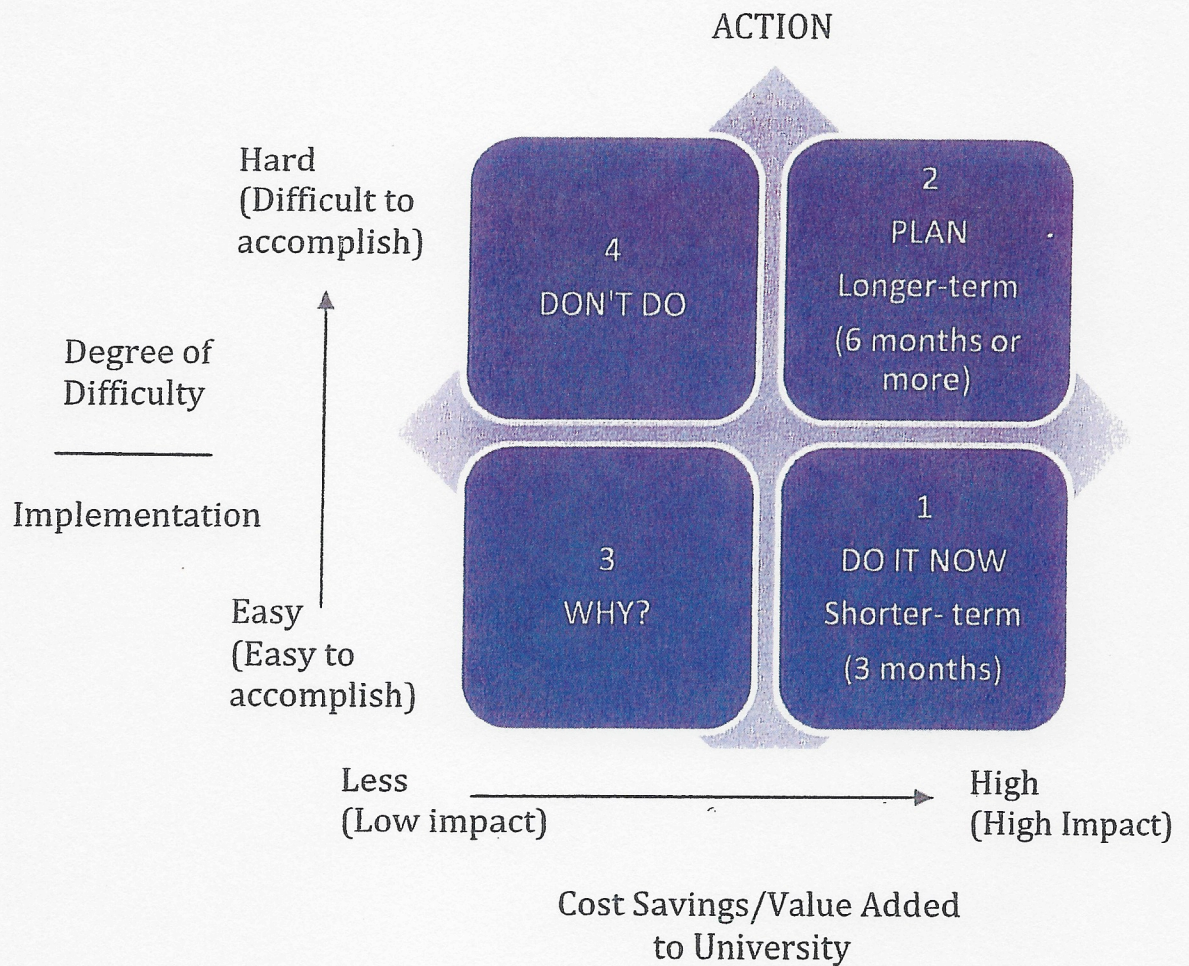 ACTION
Hard
(Difficult to
accomplish)
4
DON'T DO
2
PLAN
Longer-term
(6 months or
more)
Degree of
Difficulty
Implementation
3
WHY?
1
DO IT NOW
Shorter- term
(3 months)
Easy
(Easy to
accomplish)
Less
(Low impact)
High
(High Impact)
Cost Savings/Value Added
to University